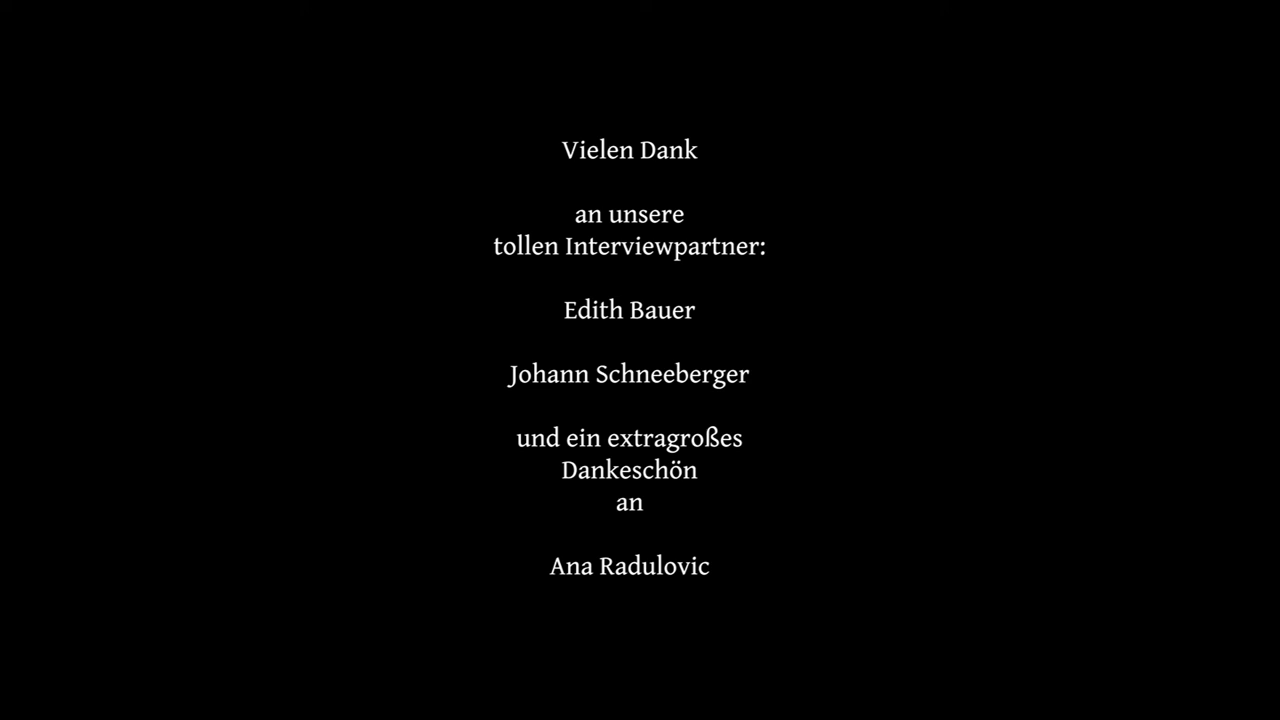 Vielen Dank
an unsere
tollen Interviewpartner:
Edith Bauer
Johann Schneeberger
und ein extragroßes
Dankeschön
an
Ana Radulovic